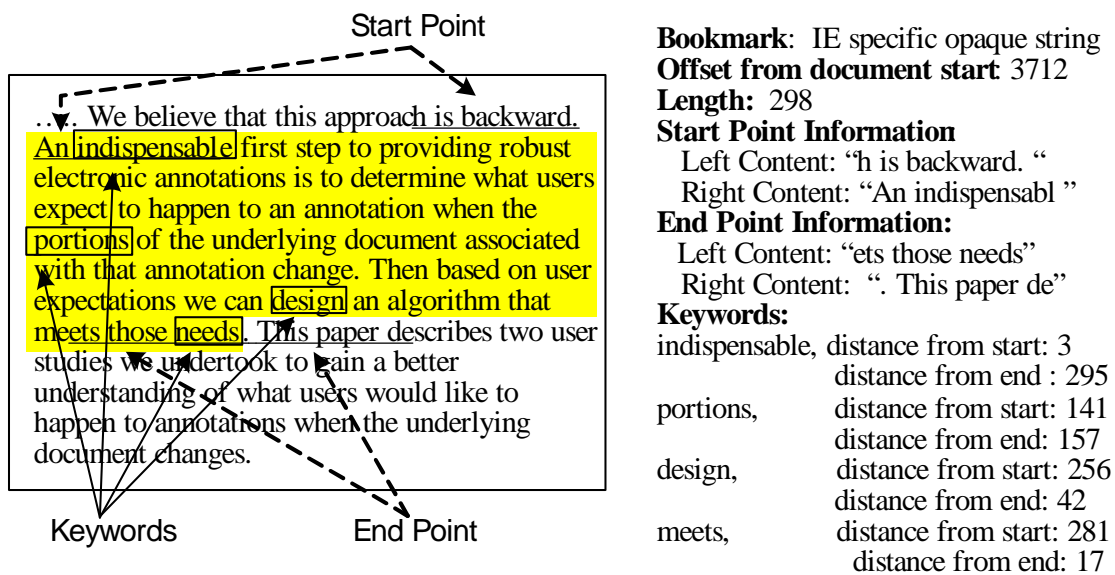 Start Point
….. We believe that this approach is backward.
An indispensable first step to providing robust
electronic annotations is to determine what users
expect to happen to an annotation when the
portions of the underlying document associated
with that annotation change. Then based on user
expectations we can design an algorithm that
meets those needs. This paper describes two user
studies we undertook to gain a better
understanding of what users would like to
happen to annotations when the underlying
document changes.
Keywords
End Point
Bookmark: IE specific opaque string
Offset from document start: 3712
Length: 298
Start Point Information
Left Content: “h is backward. “
Right Content: “An indispensabl ”
End Point Information:
Left Content: “ets those needs”
Right Content: “. This paper de”
Keywords:
indispensable, distance from start: 3
distance from end : 295
portions, distance from start: 141
distance from end: 157
design, distance from start: 256
distance from end: 42
meets, distance from start: 281
distance from end: 17